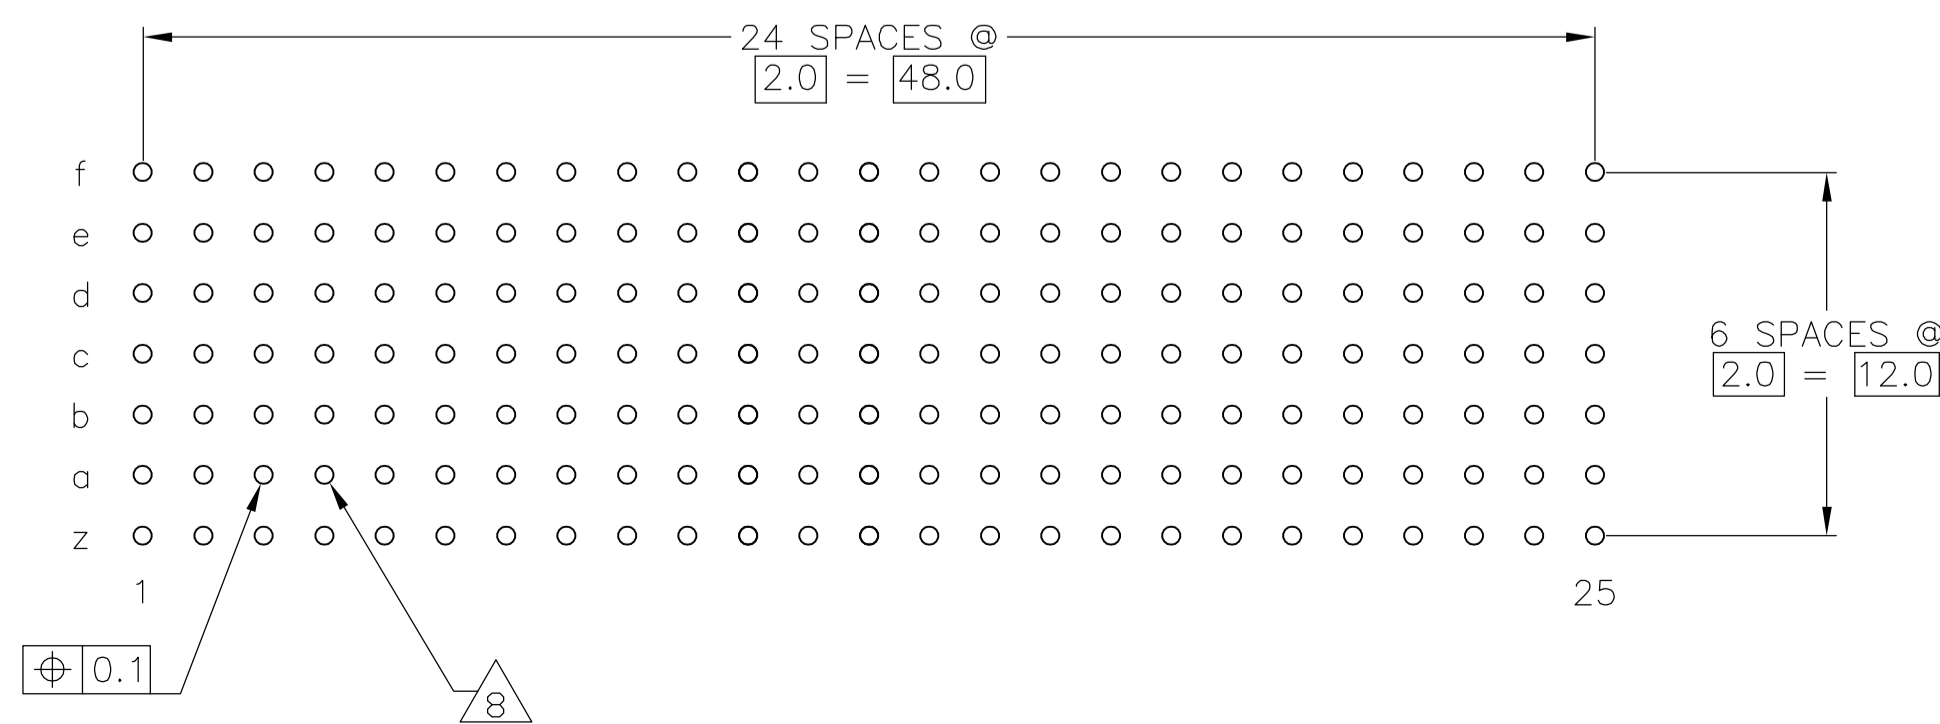 24 SPACES @
2.0 = 48.0
f
e
d
c
b
a
z
6 SPACES @
2.0 = 12.0
1
25
⌖ 0.1
8